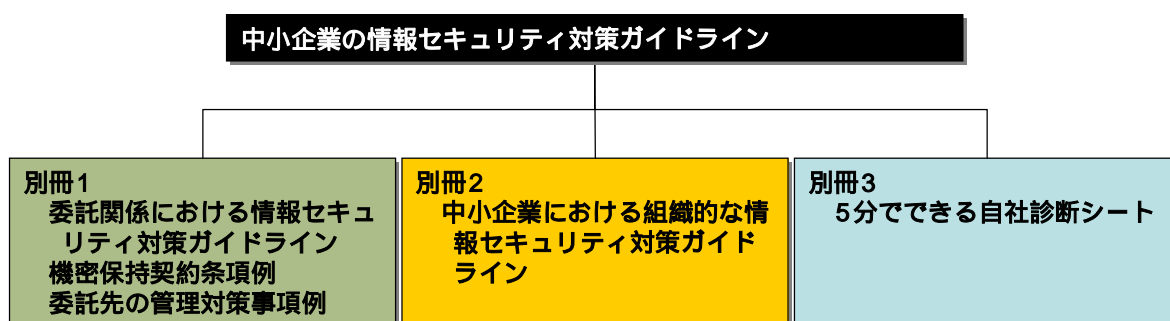 中小企業の情報セキュリティ対策ガイドライン
別冊1
委託関係における情報セキュ
リティ対策ガイドライン
機密保持契約条項例
委託先の管理対策事項例
別冊2
中小企業における組織的な情
報セキュリティ対策ガイド
ライン
別冊3
5分でできる自社診断シート